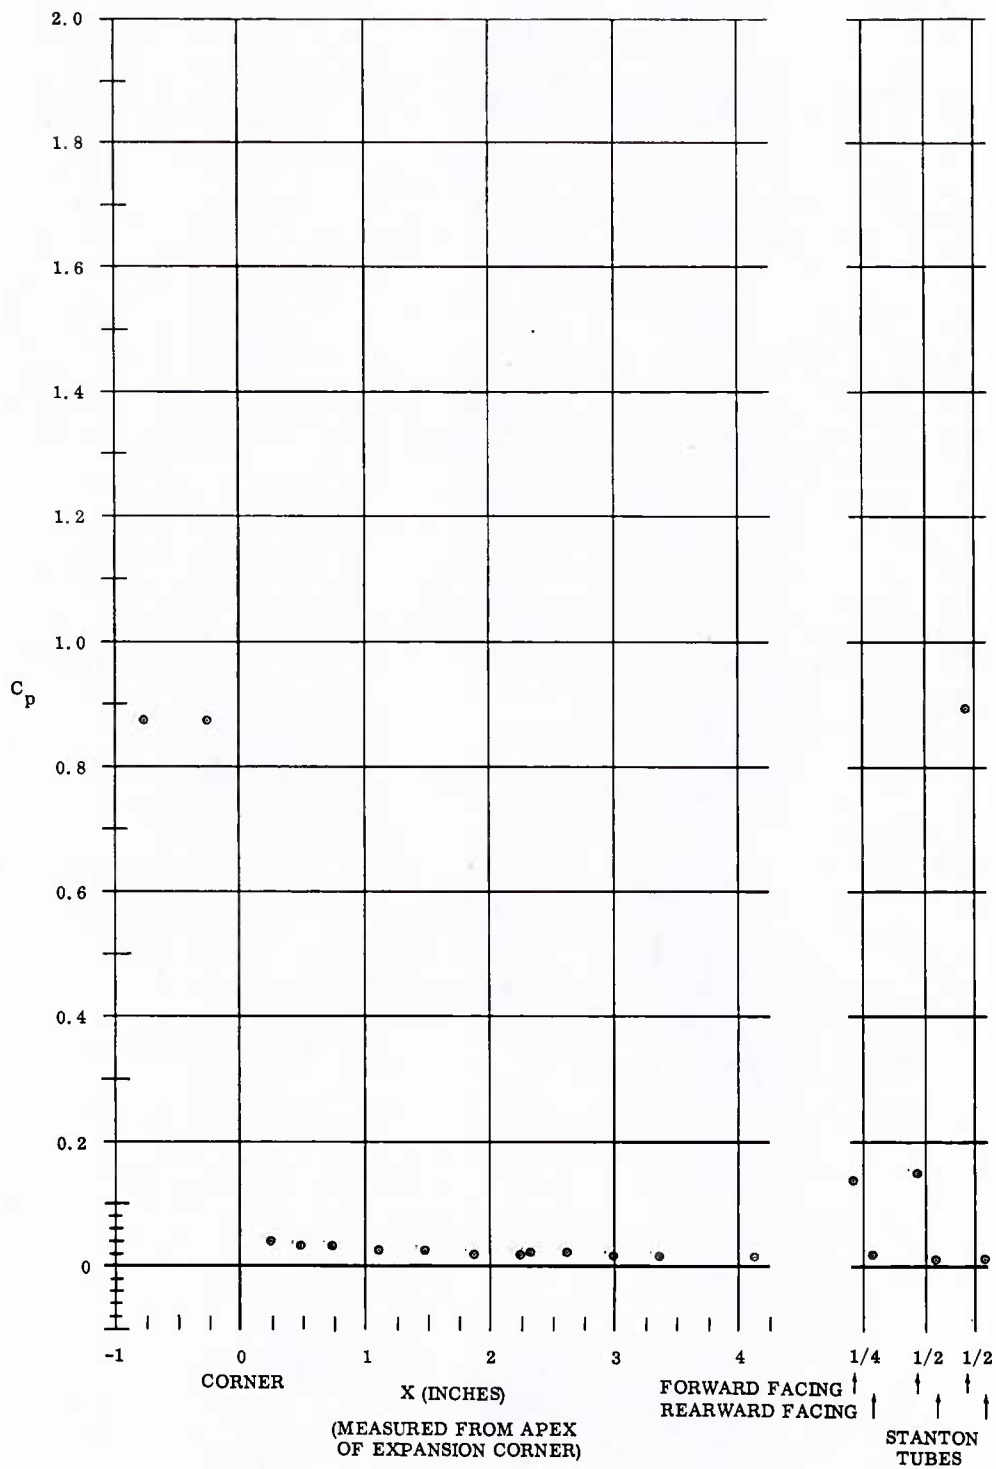 2.0
1.8
1.6
1.4
1.2
1.0
Cp
0.8
0.6
0.4
0.2
0
-1 0 1 2 3 4 1/4 1/2 1/2
CORNER
X (INCHES)
(MEASURED FROM APEX
OF EXPANSION CORNER)
FORWARD FACING
REARWARD FACING
STANTON
TUBES